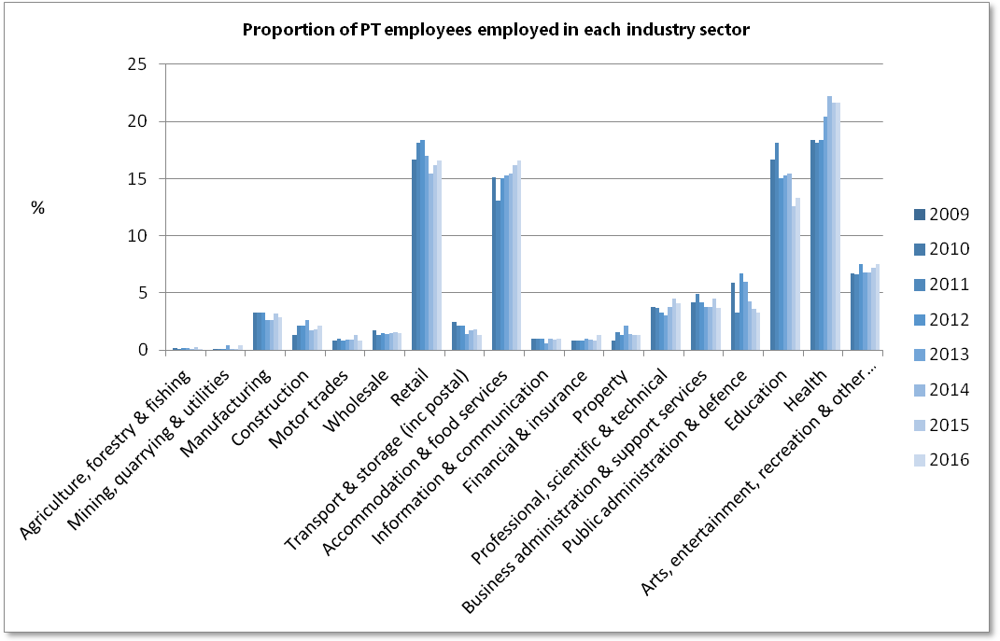 Proportion of PT employees employed in each industry sector
25
20
15
10
5
0
%
Agriculture, forestry & fishing
Mining, quarrying & utilities
Manufacturing
Construction
Motor trades
Wholesale
Retail
Transport & storage (inc postal)
Accommodation & food services
Information & communication
Financial & insurance
Property
Professional, scientific & technical
Business administration & support services
Public administration & defence
Education
Health
Arts, entertainment, recreation & other...
2009
2010
2011
2012
2013
2014
2015
2016